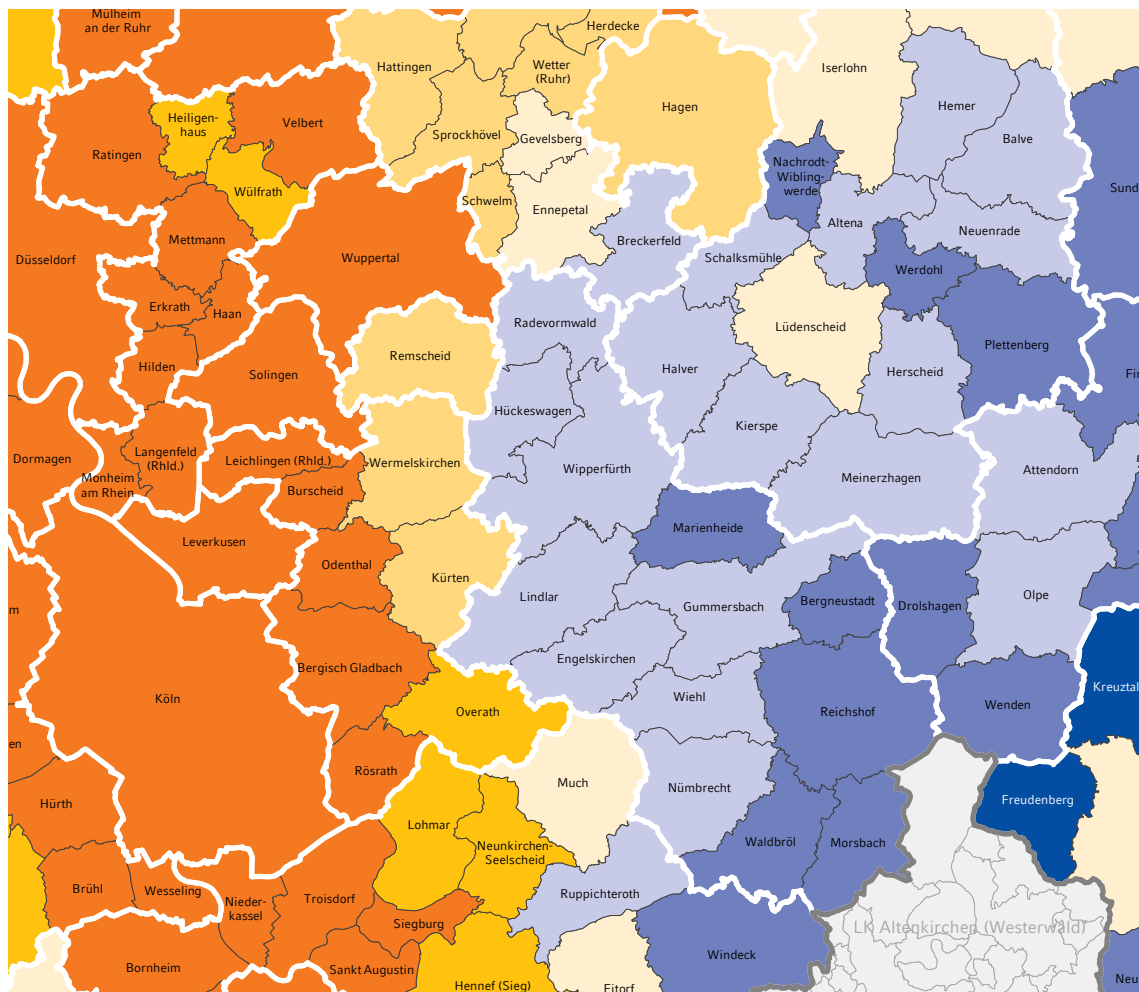 Mülheim
an der Ruhr
Herdecke
Hattingen
Wetter
(Ruhr)
Iserlohn
Hagen
Hemer
Heiligen-
haus
Velbert
Sprockhövel
Gevelsberg
Balve
Ratingen
Nachrodt-
Wibling-
werde
Sund
Wülfrath
Schwelm
Ennepetal
Altena
Mettmann
Breckerfeld
Neuenrade
Düsseldorf
Wuppertal
Schalksmühle
Werdohl
Erkrath
Haan
Radevormwald
Lüdenscheid
Plettenberg
Remscheid
Hilden
Solingen
Halver
Herscheid
Fir
Hückeswagen
Kierspe
Dormagen
Langenfeld
(Rhld.)
Leichlingen (Rhld.)
Wermelskirchen
Wipperfürth
Attendorn
Monheim
am Rhein
Burscheid
Meinerzhagen
Marienheide
Leverkusen
Odenthal
Kürten
Lindlar
Gummersbach
Bergneustadt
Drolshagen
Olpe
m
Bergisch Gladbach
Engelskirchen
Köln
Wiehl
Kreuztal
Overath
Reichshof
Wenden
en
Rösrath
Much
Nümbrecht
Hürth
Freudenberg
Lohmar
Neunkirchen-
Seelscheid
Waldbröl
Morsbach
Brühl
Wesseling
Nieder-
kassel
Troisdorf
Ruppichteroth
Siegburg
LK Altenkirchen (Westerwald)
Windeck
Bornheim
Sankt Augustin
Hennef (Sieg)
Eitorf
Neu